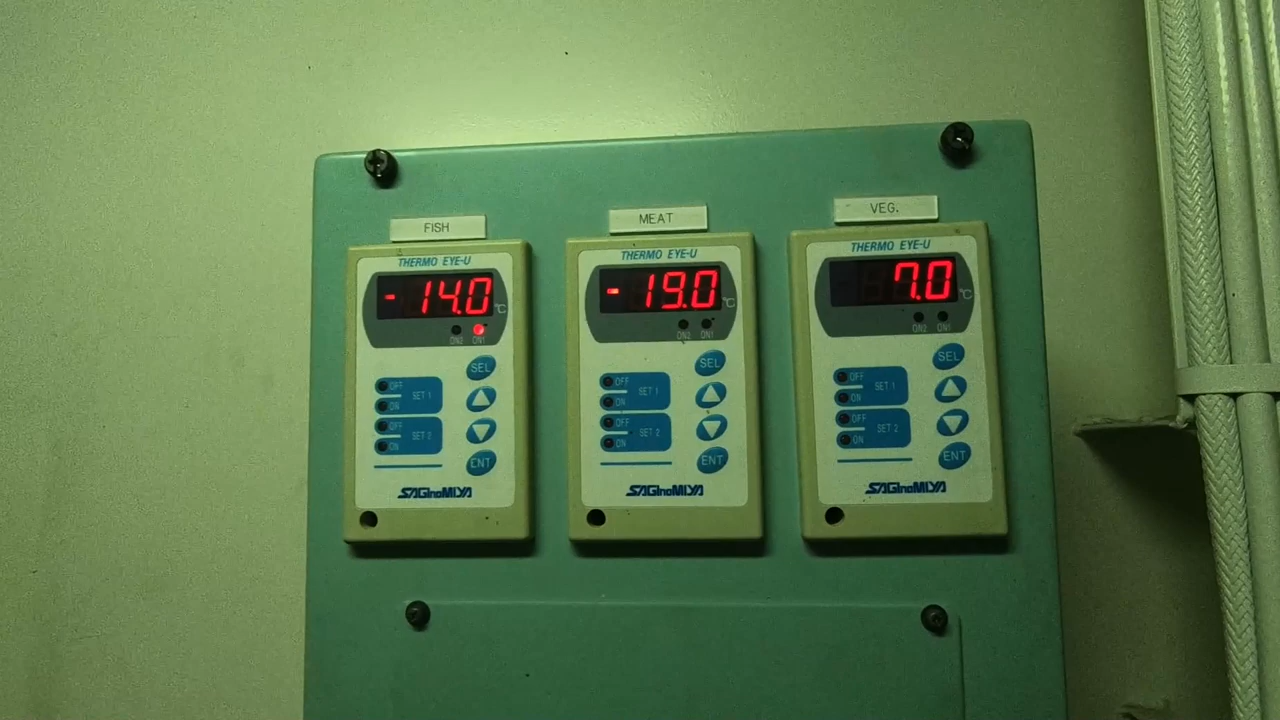 FISH
MEAT
VEG.
THERMO EYE-U
-14.0 °C
ON2 ON1
SEL
OFF
ON
SET 1
OFF
ON
SET 2
ENT
SAGInoMIYA
THERMO EYE-U
-19.0 °C
ON2 ON1
SEL
OFF
ON
SET 1
OFF
ON
SET 2
ENT
SAGInoMIYA
THERMO EYE-U
7.0 °C
ON2 ON1
SEL
OFF
ON
SET 1
OFF
ON
SET 2
ENT
SAGInoMIYA